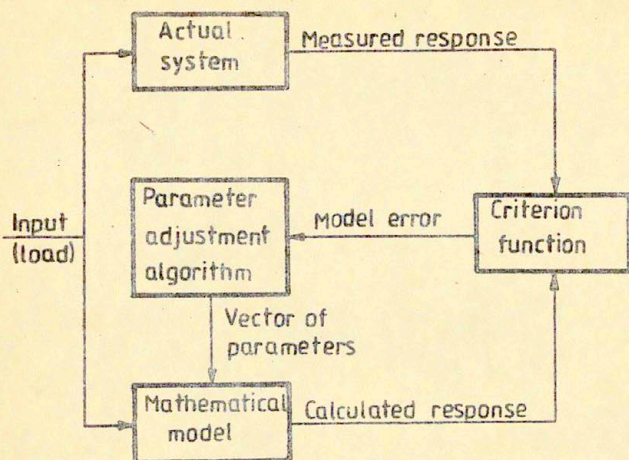 Actual
system
Measured response
Input
(load)
Parameter
adjustment
algorithm
Model error
Criterion
function
Vector of
parameters
Mathematical
model
Calculated response